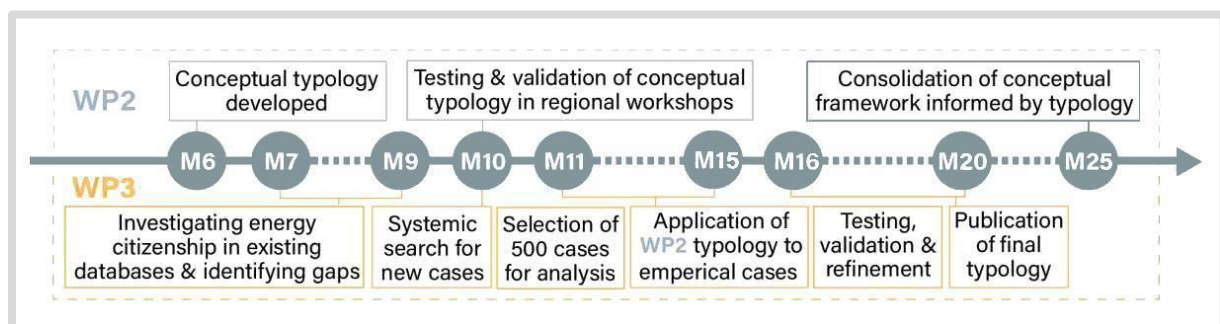 WP2
Conceptual typology
developed
Testing & validation of conceptual
typology in regional workshops
Consolidation of conceptual
framework informed by typology
M6
M7
M9
M10
M11
M15
M16
M20
M25
WP3
Investigating energy
citizenship in existing
databases & identifying gaps
Systemic
search for
new cases
Selection of
500 cases
for analysis
Application of
WP2 typology to
emperical cases
Testing,
validation &
refinement
Publication
of final
typology